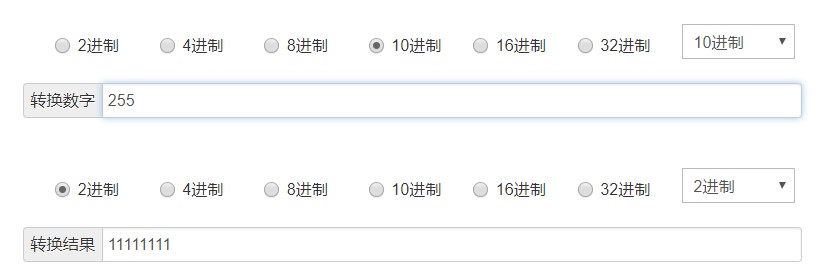 2进制 4进制 8进制 10进制 16进制 32进制 10进制
转换数字 255
2进制 4进制 8进制 10进制 16进制 32进制 2进制
转换结果 11111111